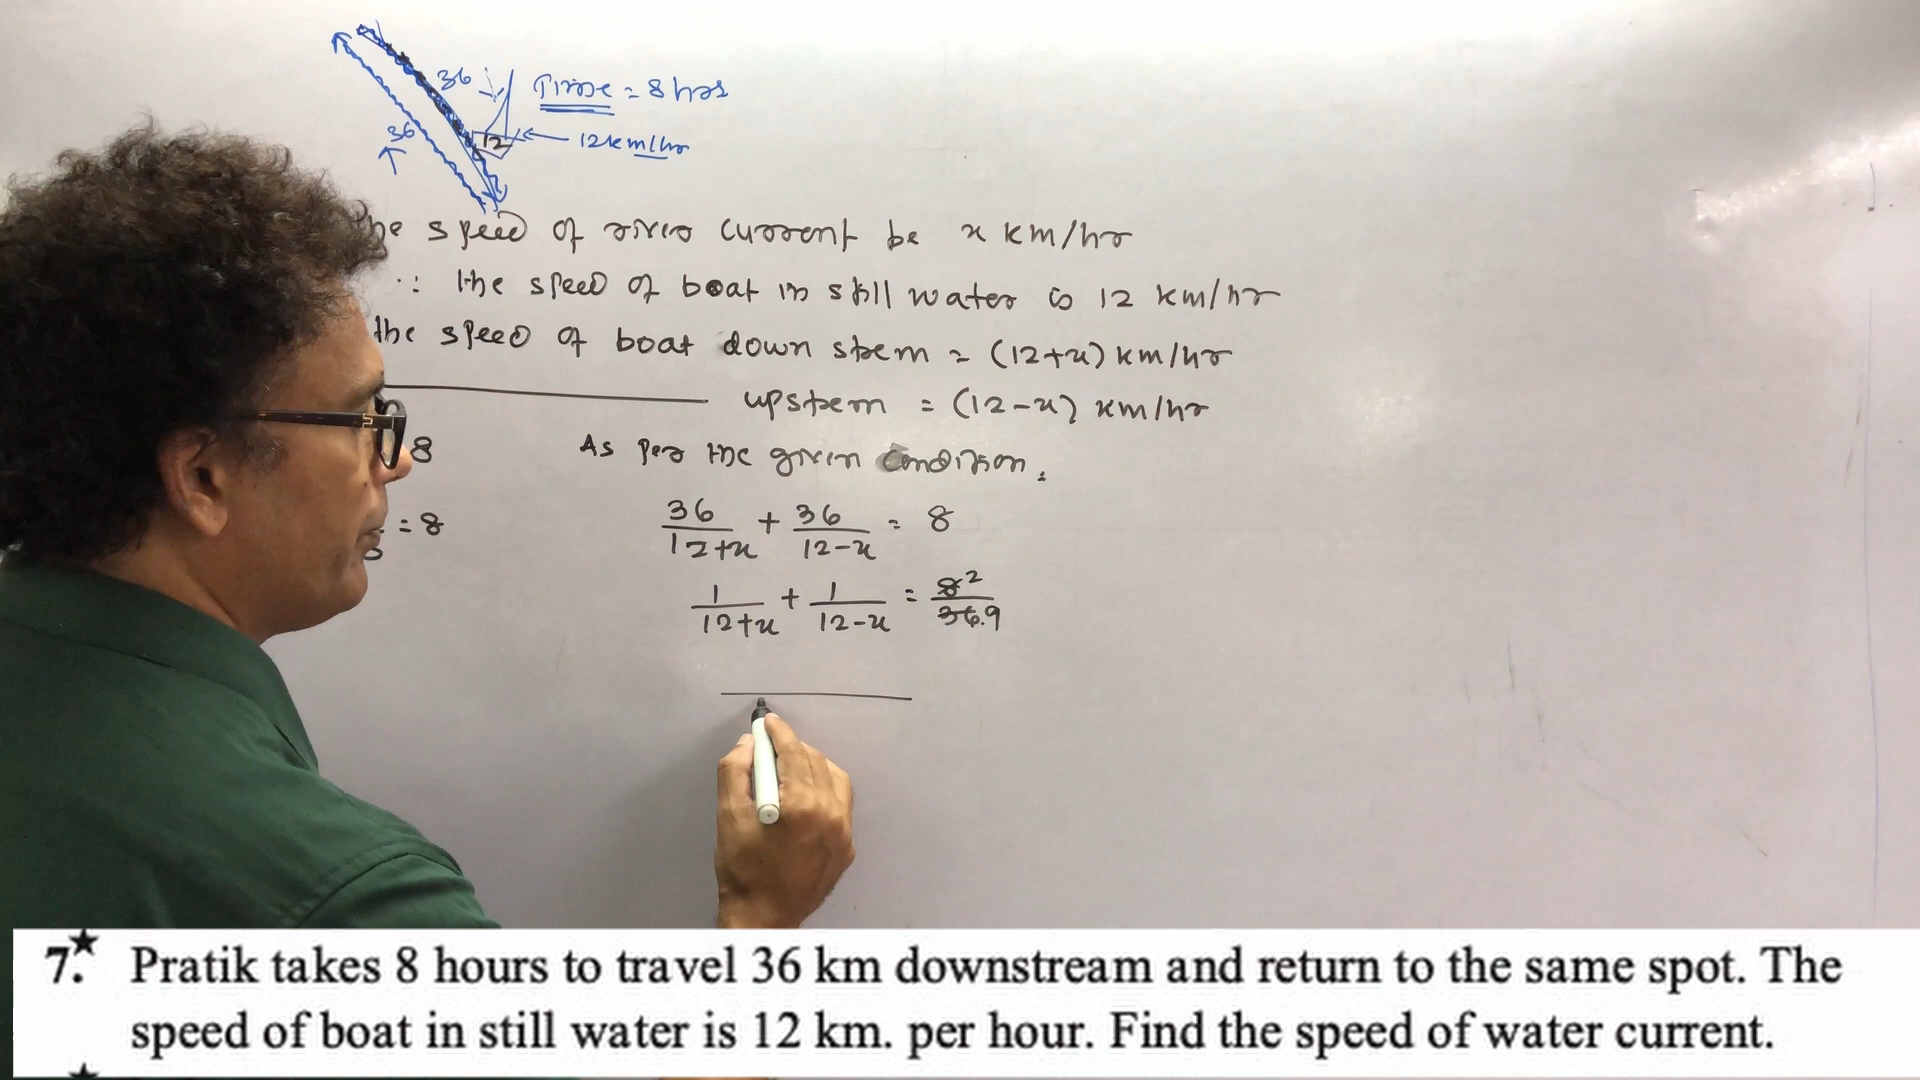 36
Time = 8 hrs
36
12 ← 12 km/hr
he speed of river current be x km/hr
∵ the speed of boat in still water is 12 km/hr
the speed of boat down strem = (12+x) km/hr
upstrem = (12-x) km/hr
8
As per the given condition,
= 8
36/12+x + 36/12-x = 8
1/12+x + 1/12-x = 8 2/36.9
7.★ Pratik takes 8 hours to travel 36 km downstream and return to the same spot. The
speed of boat in still water is 12 km. per hour. Find the speed of water current.